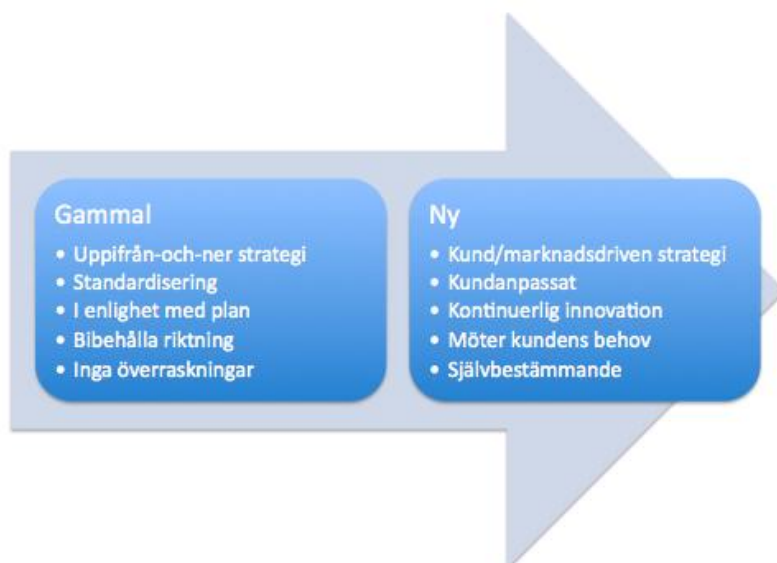 Gammal
• Uppifrån-och-ner strategi
• Standardisering
• I enlighet med plan
• Bibehålla riktning
• Inga överraskningar
Ny
• Kund/marknadsdriven strategi
• Kundanpassat
• Kontinuerlig innovation
• Möter kundens behov
• Självbestämmande